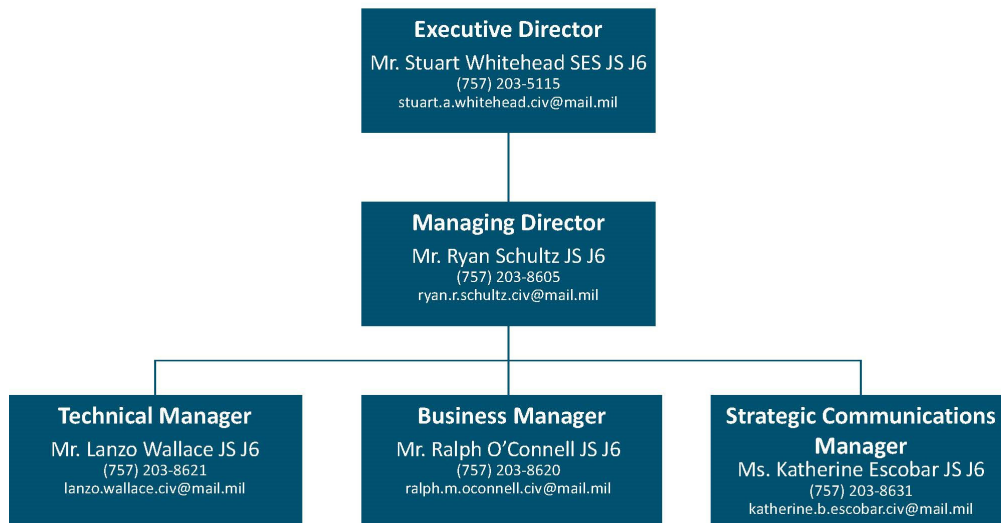 Executive Director
Mr. Stuart Whitehead SES JS J6
(757) 203-5115
stuart.a.whitehead.civ@mail.mil
Managing Director
Mr. Ryan Schultz JS J6
(757) 203-8605
ryan.r.schultz.civ@mail.mil
Technical Manager
Mr. Lanzo Wallace JS J6
(757) 203-8621
lanzo.wallace.civ@mail.mil
Business Manager
Mr. Ralph O’Connell JS J6
(757) 203-8620
ralph.m.oconnell.civ@mail.mil
Strategic Communications
Manager
Ms. Katherine Escobar JS J6
(757) 203-8631
katherine.b.escobar.civ@mail.mil